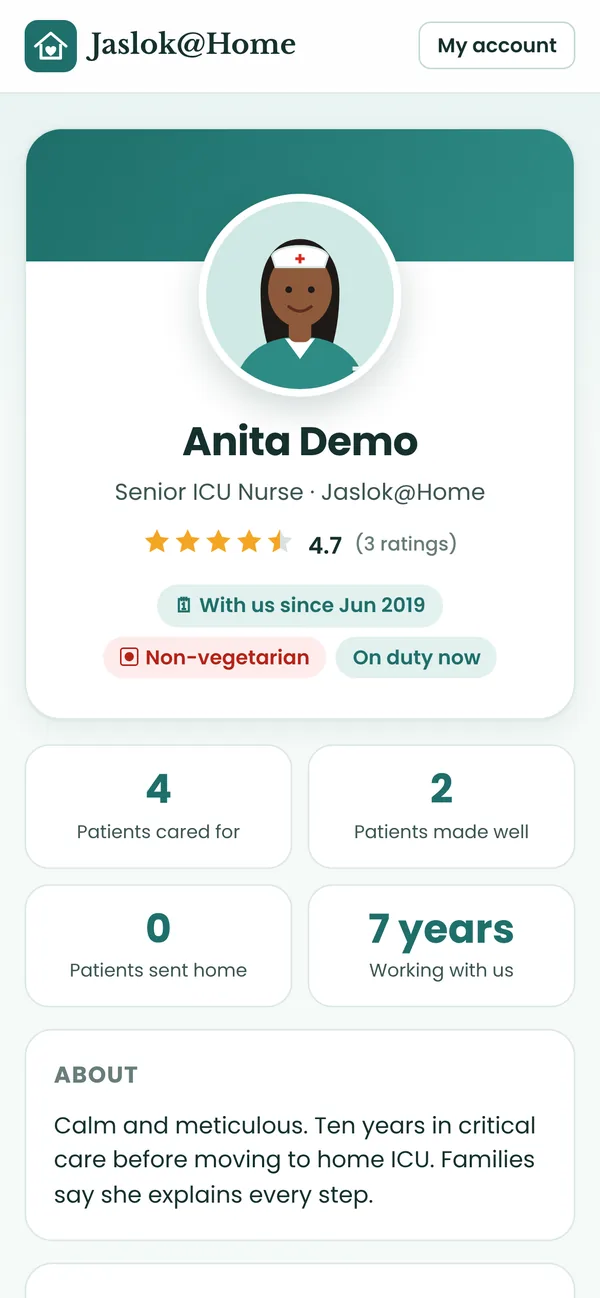 Jaslok@Home
My account
Anita Demo
Senior ICU Nurse · Jaslok@Home
4.7 (3 ratings)
With us since Jun 2019
Non-vegetarian
On duty now
4
Patients cared for
2
Patients made well
0
Patients sent home
7 years
Working with us
ABOUT
Calm and meticulous. Ten years in critical
care before moving to home ICU. Families
say she explains every step.